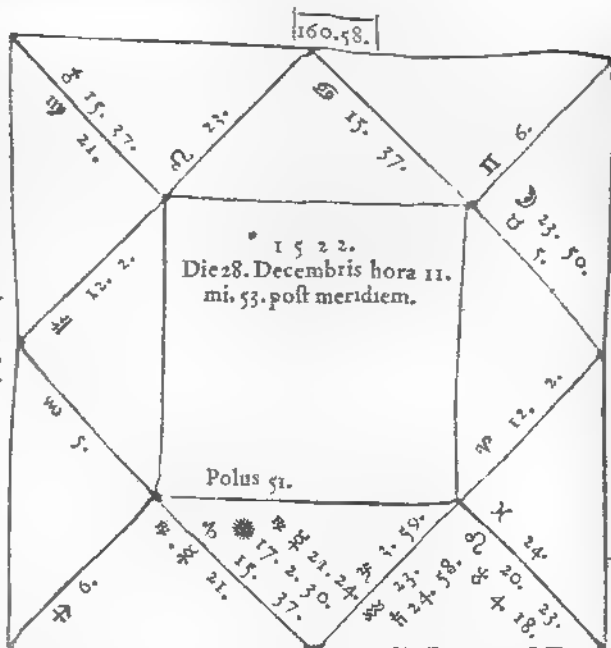 160.58.
♂ 15. 37.
♍ 21.
♌ 23.
♋ 15. 37.
♊ 6.
☽ 23. 50.
♉ 5.
1522.
Die 28. Decembris hora 11.
mi. 53. post meridiem.
♎ 12. 2.
♈ 12. 2.
♏ 5.
Polus 51.
♐ 6.
21.
♑ 15. 37.
17. 2. 30.
21. 24.
3. 59.
♒ 23.
♄ 24. 58.
♓ 24.
20. 23.
4. 18.